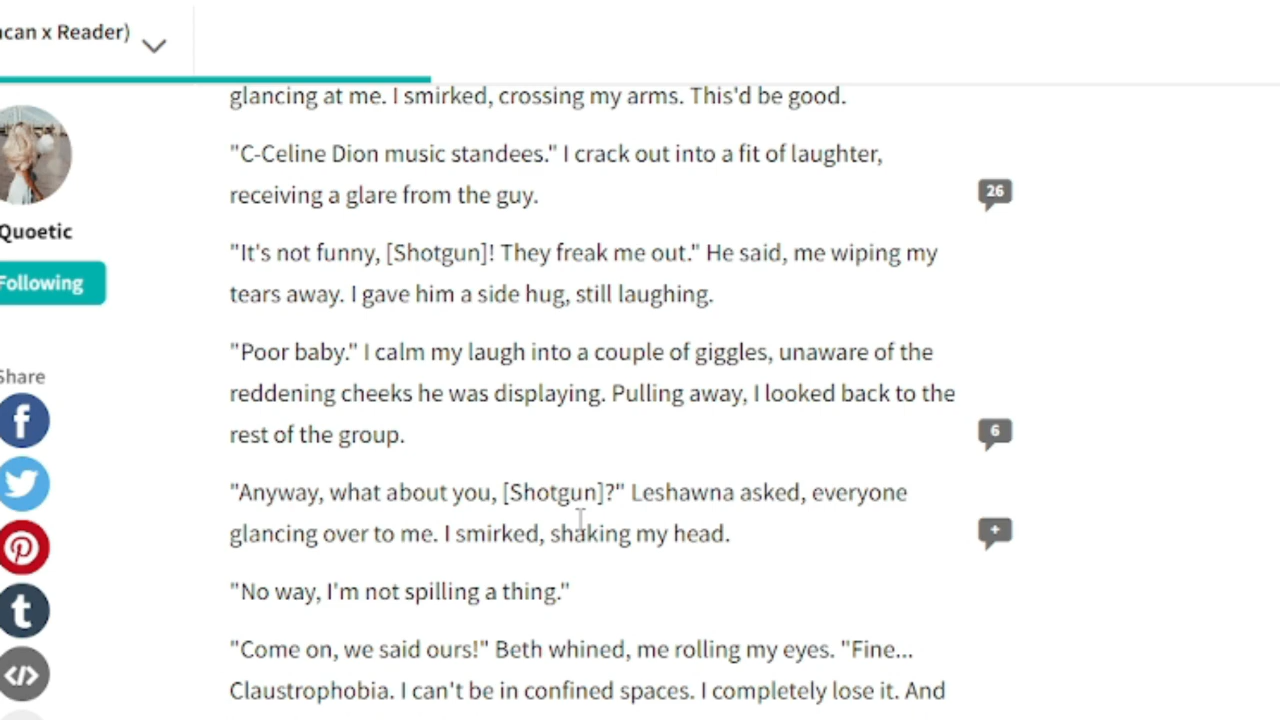 can x Reader)
glancing at me. I smirked, crossing my arms. This'd be good.
"C-Celine Dion music standees." I crack out into a fit of laughter,
receiving a glare from the guy.
26
"It's not funny, [Shotgun]! They freak me out." He said, me wiping my
tears away. I gave him a side hug, still laughing.
"Poor baby." I calm my laugh into a couple of giggles, unaware of the
reddening cheeks he was displaying. Pulling away, I looked back to the
rest of the group.
6
"Anyway, what about you, [Shotgun]?" Leshawna asked, everyone
glancing over to me. I smirked, shaking my head.
+
"No way, I'm not spilling a thing."
"Come on, we said ours!" Beth whined, me rolling my eyes. "Fine...
Claustrophobia. I can't be in confined spaces. I completely lose it. And
Quoetic
Following
Share